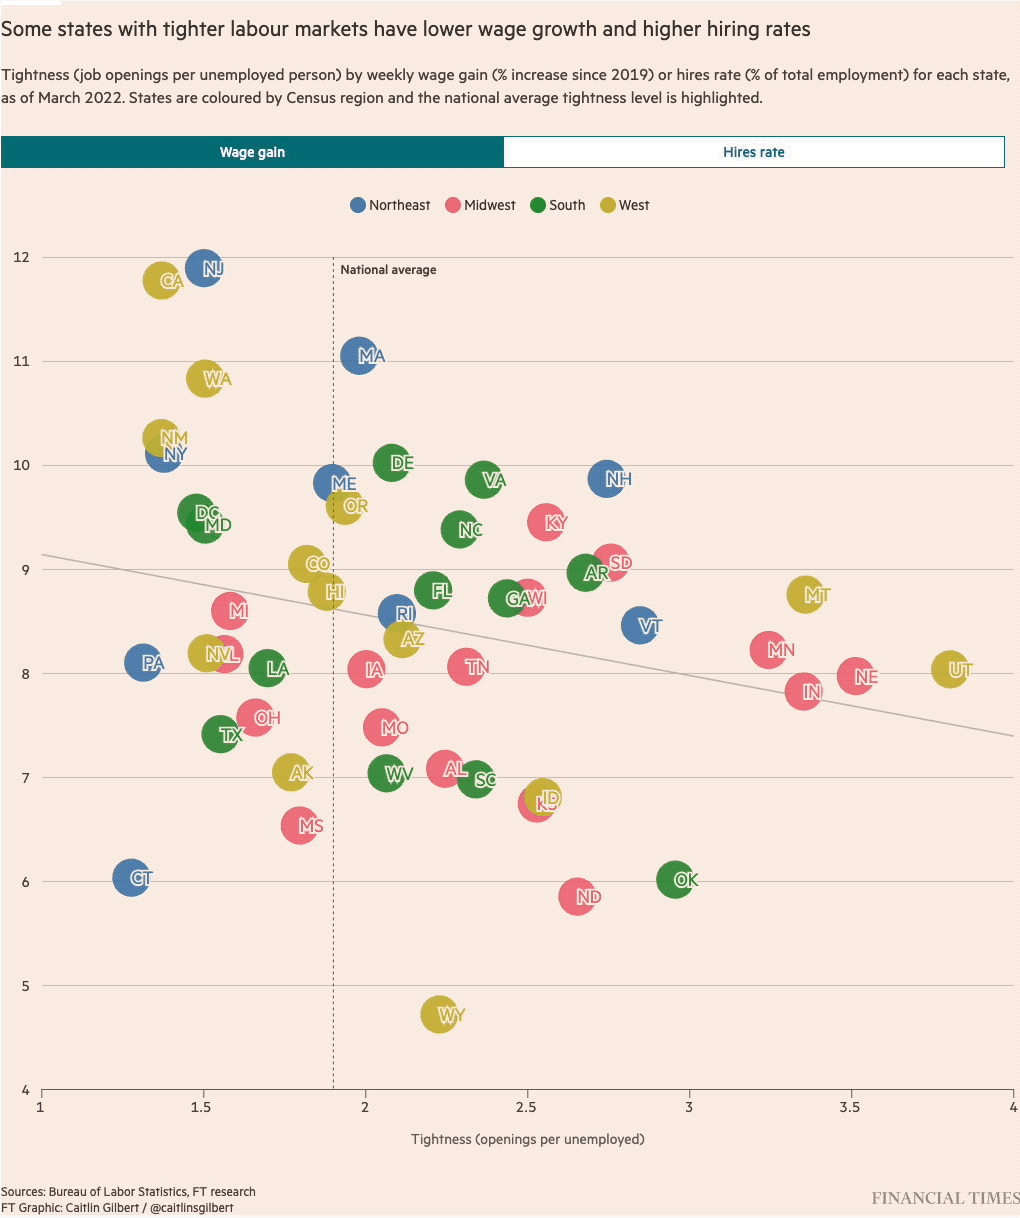 Some states with tighter labour markets have lower wage growth and higher hiring rates
Tightness (job openings per unemployed person) by weekly wage gain (% increase since 2019) or hires rate (% of total employment) for each state,
as of March 2022. States are coloured by Census region and the national average tightness level is highlighted.
Wage gain
Hires rate
Northeast
Midwest
South
West
12
NJ
CA
National average
11
MA
WA
NM
NY
10
DE
VA
NH
ME
OR
DC
MD
NC
KY
9
CO
HI
SD
AR
FL
GA
WI
MT
MI
RI
VT
AZ
NV
PA
LA
IA
TN
MN
UT
8
NE
IN
OH
TX
MO
7
AK
WV
AL
SC
ID
MS
6
CT
ND
OK
5
WY
4
1
1.5
2
2.5
3
3.5
4
Tightness (openings per unemployed)
Sources: Bureau of Labor Statistics, FT research
FT Graphic: Caitlin Gilbert / @caitlinsgilbert
FINANCIAL TIMES